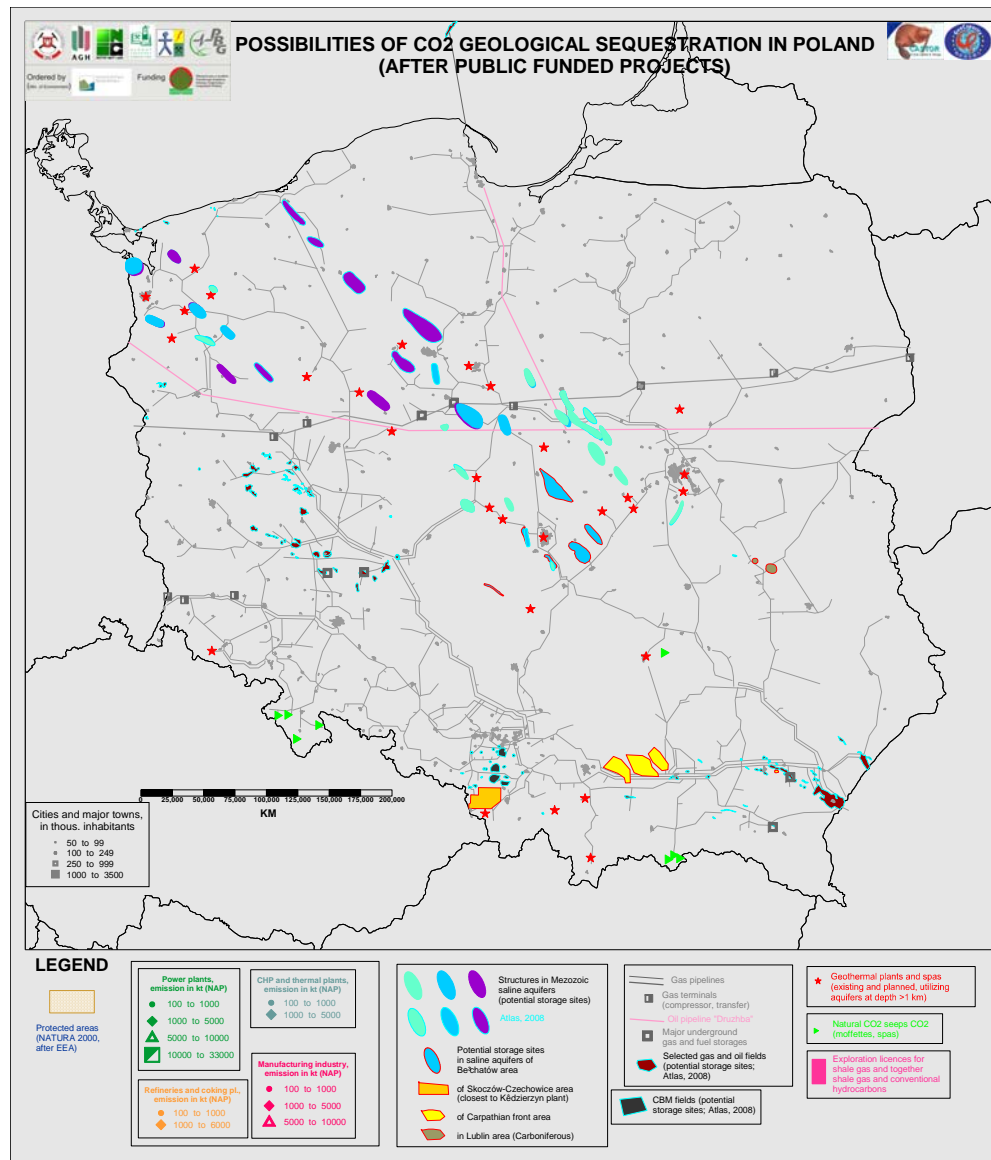 POSSIBILITIES OF CO2 GEOLOGICAL SEQUESTRATION IN POLAND
(AFTER PUBLIC FUNDED PROJECTS)
AGH
PBG
CASTOR
Ordered by
Funding
0 25,000 50,000 75,000 100,000 125,000 150,000 175,000 200,000
KM
Cities and major towns,
in thous. inhabitants
50 to 99
100 to 249
250 to 999
1000 to 3500
LEGEND
Protected areas
(NATURA 2000,
after EEA)
Power plants,
emission in kt (NAP)
100 to 1000
1000 to 5000
5000 to 10000
10000 to 33000
Refineries and coking pl.,
emission in kt (NAP)
100 to 1000
1000 to 6000
CHP and thermal plants,
emission in kt (NAP)
100 to 1000
1000 to 5000
Manufacturing industry,
emission in kt (NAP)
100 to 1000
1000 to 5000
5000 to 10000
Structures in Mezozoic
saline aquifers
(potential storage sites)
Atlas, 2008
Potential storage sites
in saline aquifers of
Be³chatów area
of Skoczów-Czechowice area
(closest to Kêdzierzyn plant)
of Carpathian front area
in Lublin area (Carboniferous)
Gas pipelines
Gas terminals
(compressor, transfer)
Oil pipeline "Druzhba"
Major underground
gas and fuel storages
Selected gas and oil fields
(potential storage sites;
Atlas, 2008)
CBM fields (potential
storage sites; Atlas, 2008)
Geothermal plants and spas
(existing and planned, utilizing
aquifers at depth >1 km)
Natural CO2 seeps CO2
(moffettes, spas)
Exploration licences for
shale gas and together
shale gas and conventional
hydrocarbons